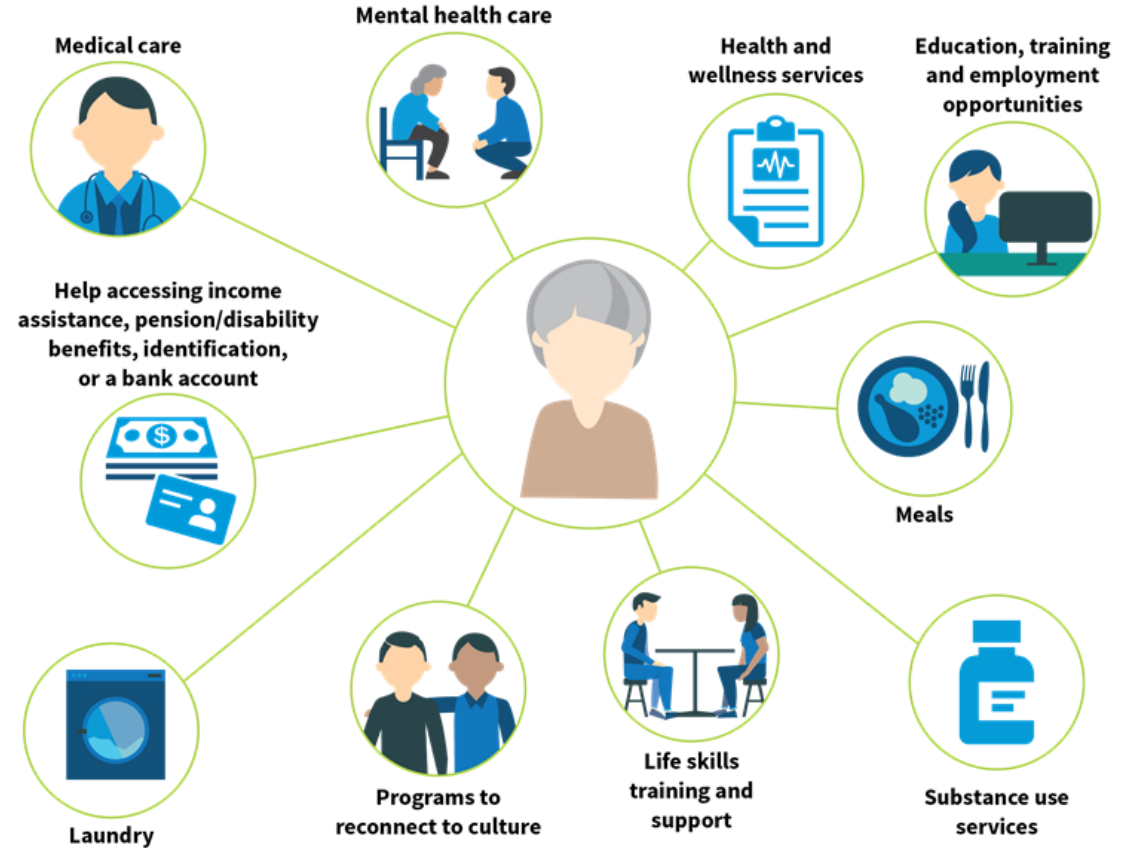 Mental health care
Medical care
Health and
wellness services
Education, training
and employment
opportunities
Help accessing income
assistance, pension/disability
benefits, identification,
or a bank account
$
Meals
Laundry
Programs to
reconnect to culture
Life skills
training and
support
Substance use
services